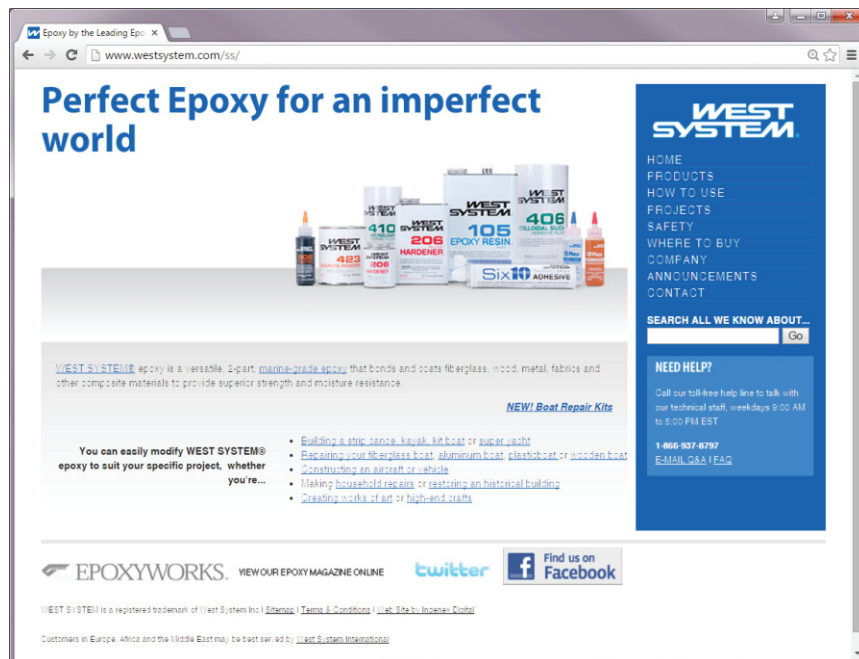 Epoxy by the Leading Epo
www.westsystem.com/ss/
Perfect Epoxy for an imperfect
world
WEST
SYSTEM
HOME
PRODUCTS
HOW TO USE
PROJECTS
SAFETY
WHERE TO BUY
COMPANY
ANNOUNCEMENTS
CONTACT
SEARCH ALL WE KNOW ABOUT...
Go
NEED HELP?
Call our toll-free help line to talk with
our technical staff, weekdays 9:00 AM
to 5:00 PM EST
1-866-937-8797
E-MAIL Q&A | FAQ
WEST
SYSTEM
423
WEST
SYSTEM
410
206
WEST
SYSTEM
206
HARDENER
WEST
SYSTEM
105
EPOXY RESIN
WEST
SYSTEM
406
COLLOIDAL SILICA
Six10 ADHESIVE
WEST SYSTEM® epoxy is a versatile, 2-part, marine-grade epoxy that bonds and coats fiberglass, wood, metal, fabrics and
other composite materials to provide superior strength and moisture resistance.
NEW! Boat Repair Kits
You can easily modify WEST SYSTEM®
epoxy to suit your specific project, whether
you're...
• Building a strip canoe, kayak, kit boat or super yacht
• Repairing your fiberglass boat, aluminum boat, plasticboat or wooden boat
• Constructing an aircraft or vehicle
• Making household repairs or restoring an historical building
• Creating works of art or high-end crafts
EPOXYWORKS. VIEW OUR EPOXY MAGAZINE ONLINE
twitter
Find us on
Facebook
WEST SYSTEM is a registered trademark of West System Inc | Sitemap | Terms & Conditions | Web Site by Ingenex Digital
Customers in Europe, Africa and the Middle East may be best served by West System International